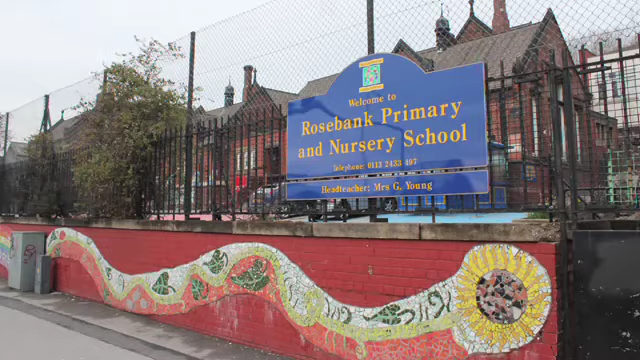 Welcome to
Rosebank Primary
and Nursery School
Telephone: 0113 2433 497
Headteacher: Mrs G. Young